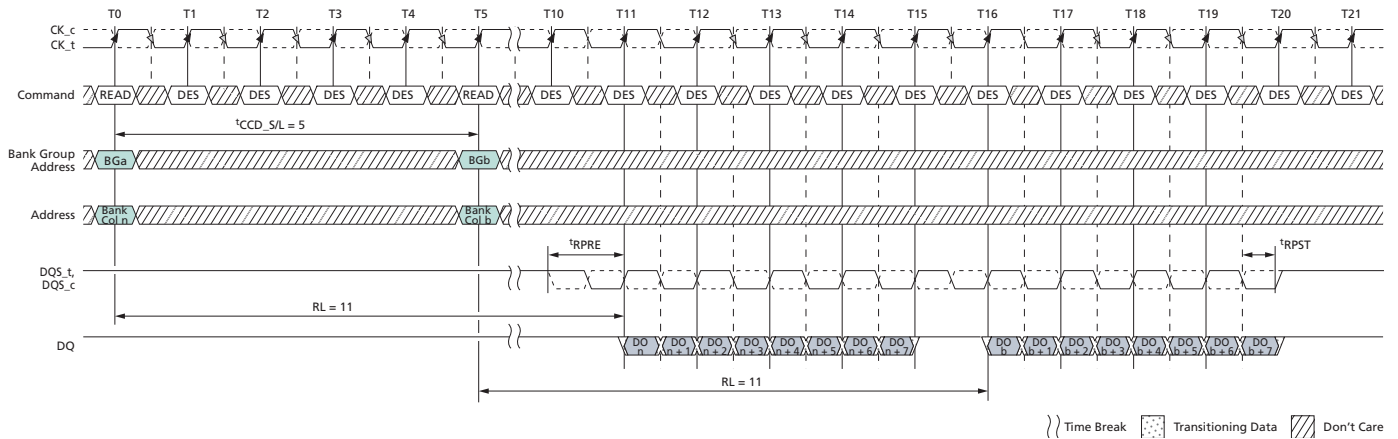 T0 T1 T2 T3 T4 T5 T10 T11 T12 T13 T14 T15 T16 T17 T18 T19 T20 T21
CK_c
CK_t
Command READ DES DES DES DES READ DES DES DES DES DES DES DES DES DES DES DES DES
tCCD_S/L = 5
Bank Group
Address
BGa BGb
Address
Bank
Col n
Bank
Col b
tRPRE tRPST
DQS_t,
DQS_c
RL = 11
DQ
DO
n
DO
n + 1
DO
n + 2
DO
n + 3
DO
n + 4
DO
n + 5
DO
n + 6
DO
n + 7
DO
b
DO
b + 1
DO
b + 2
DO
b + 3
DO
b + 4
DO
b + 5
DO
b + 6
DO
b + 7
RL = 11
Time Break Transitioning Data Don't Care